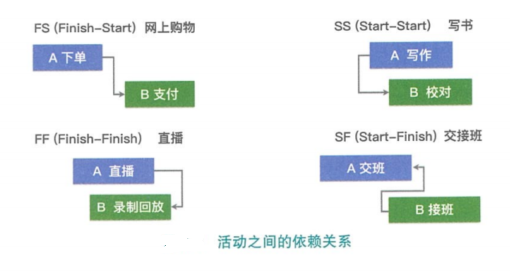 FS (Finish-Start) 网上购物
A 下单
B 支付
SS (Start-Start) 写书
A 写作
B 校对
FF (Finish-Finish) 直播
A 直播
B 录制回放
SF (Start-Finish) 交接班
A 交班
B 接班
活动之间的依赖关系